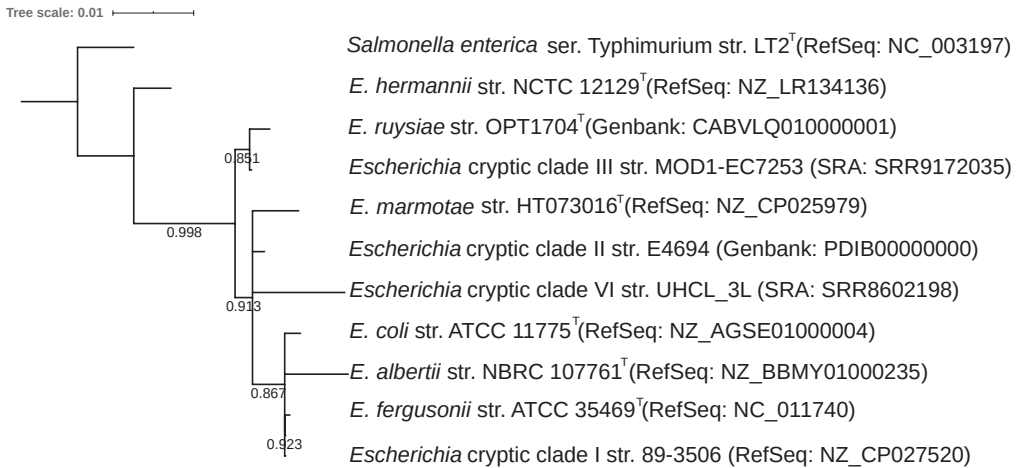 Tree scale: 0.01
Salmonella enterica ser. Typhimurium str. LT2T(RefSeq: NC_003197)
E. hermannii str. NCTC 12129T(RefSeq: NZ_LR134136)
E. ruysiae str. OPT1704T(Genbank: CABVLQ010000001)
0.851
Escherichia cryptic clade III str. MOD1-EC7253 (SRA: SRR9172035)
E. marmotae str. HT073016T(RefSeq: NZ_CP025979)
0.998
Escherichia cryptic clade II str. E4694 (Genbank: PDIB00000000)
Escherichia cryptic clade VI str. UHCL_3L (SRA: SRR8602198)
0.913
E. coli str. ATCC 11775T(RefSeq: NZ_AGSE01000004)
E. albertii str. NBRC 107761T(RefSeq: NZ_BBMY01000235)
0.867
E. fergusonii str. ATCC 35469T(RefSeq: NC_011740)
0.923
Escherichia cryptic clade I str. 89-3506 (RefSeq: NZ_CP027520)